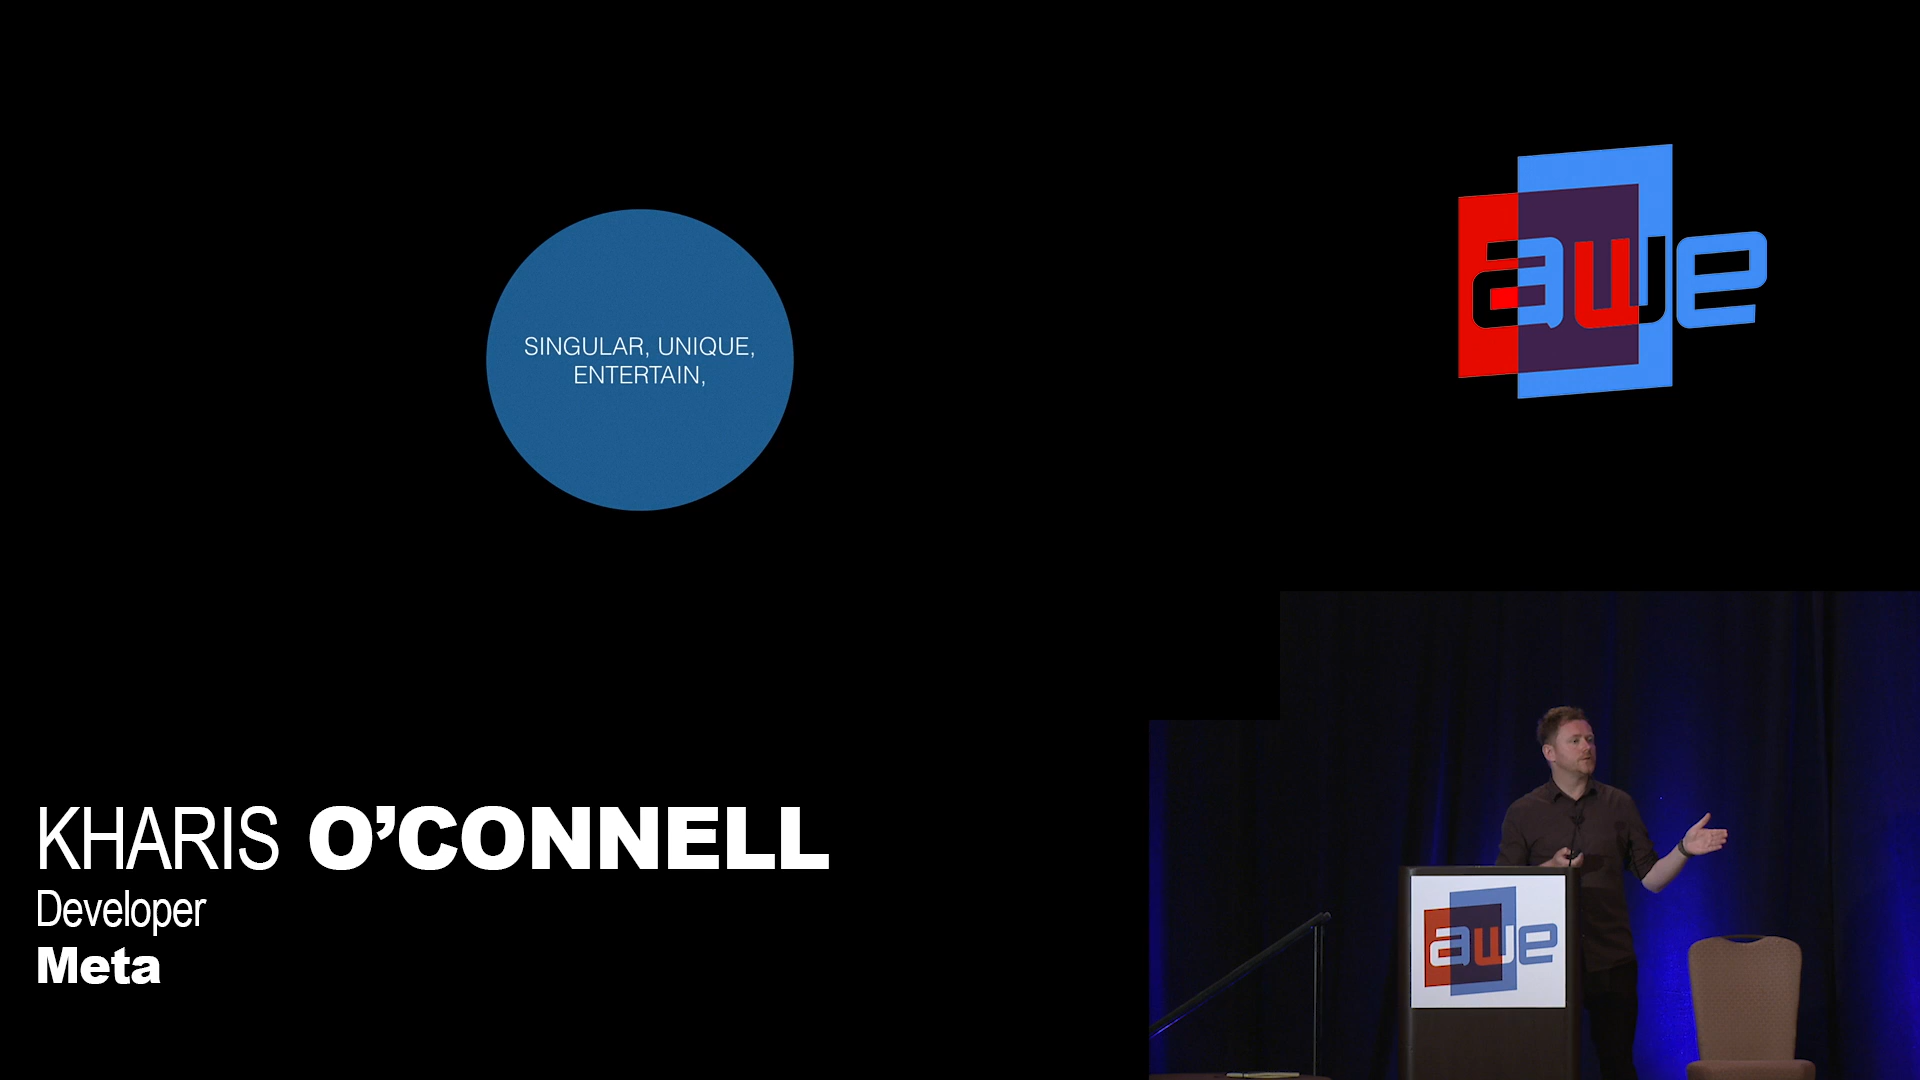 SINGULAR, UNIQUE,
ENTERTAIN,
awe
KHARIS O’CONNELL
Developer
Meta
awe